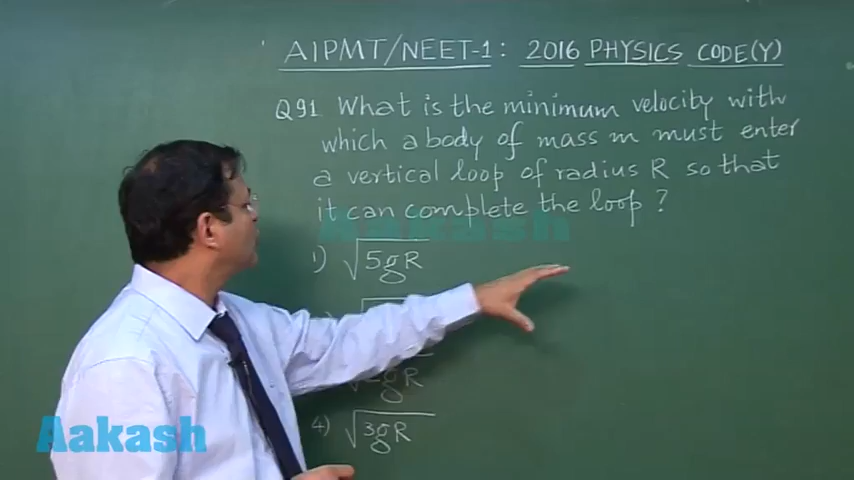 AIPMT/NEET-1: 2016 PHYSICS CODE(Y)
Q91 What is the minimum velocity with
which a body of mass m must enter
a vertical loop of radius R so that
it can complete the loop?
Aakash
1) √5gR
gR
4) √3gR
Aakash